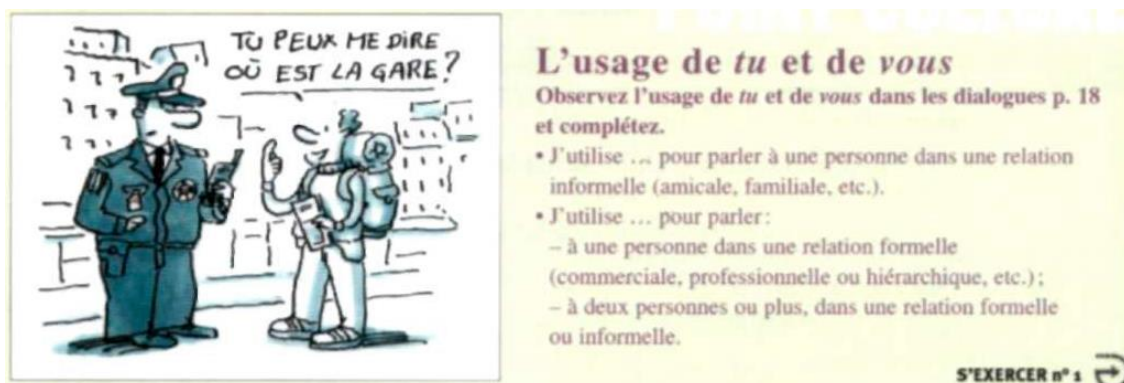 TU PEUX ME DIRE
OÙ EST LA GARE?
L'usage de tu et de vous
Observez l'usage de tu et de vous dans les dialogues p. 18
et complétez.
• J'utilise ... pour parler à une personne dans une relation
informelle (amicale, familiale, etc.).
• J'utilise ... pour parler :
– à une personne dans une relation formelle
(commerciale, professionnelle ou hiérarchique, etc.) ;
– à deux personnes ou plus, dans une relation formelle
ou informelle.
S'EXERCER n° 1